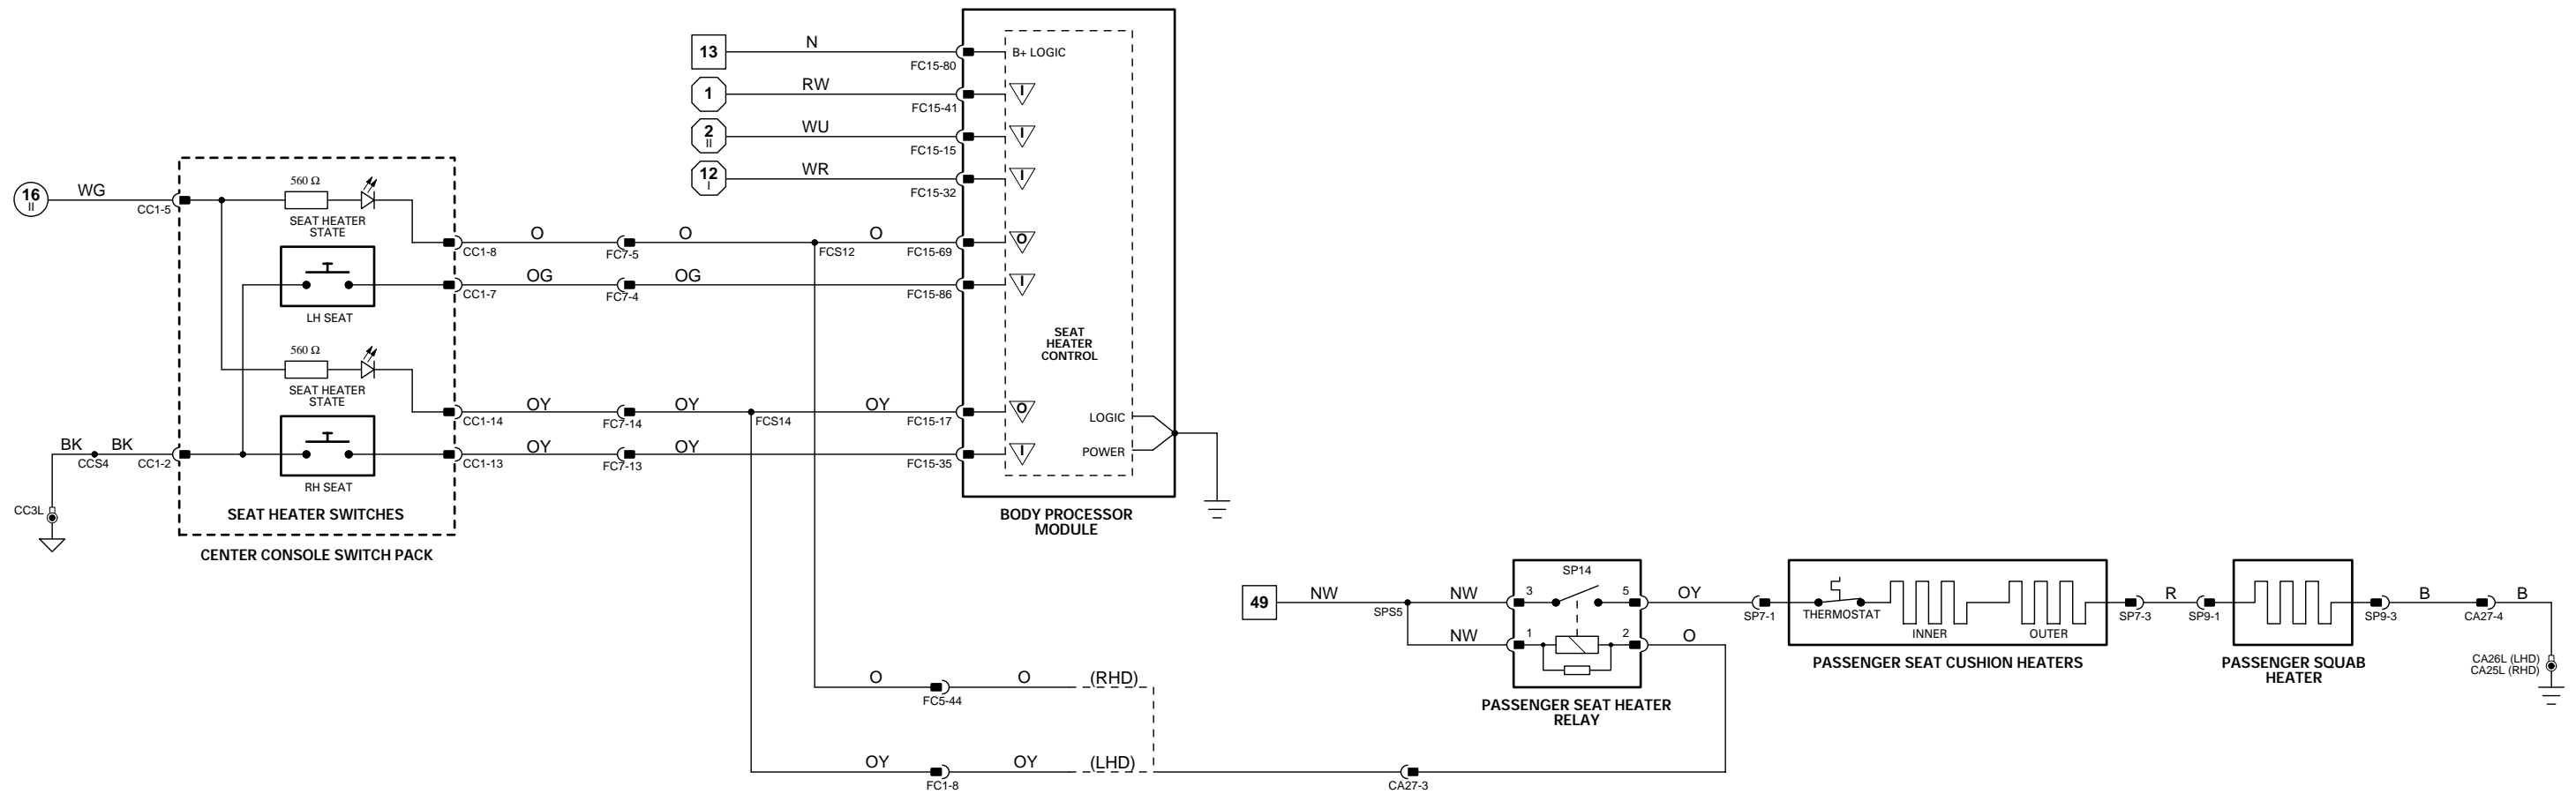 13
N
FC15-80
B+ LOGIC
1
RW
FC15-41
I
2
II
WU
FC15-15
I
12
I
WR
FC15-32
I
16
II
WG
CC1-5
560 Ω
SEAT HEATER
STATE
CC1-8
O
FC7-5
O
FCS12
O
FC15-69
O
LH SEAT
CC1-7
OG
FC7-4
OG
FC15-86
I
SEAT
HEATER
CONTROL
560 Ω
SEAT HEATER
STATE
CC1-14
OY
FC7-14
OY
FCS14
OY
FC15-17
O
LOGIC
BK
CCS4
BK
CC1-2
CC1-13
OY
FC7-13
OY
FC15-35
I
POWER
RH SEAT
CC3L
SEAT HEATER SWITCHES
CENTER CONSOLE SWITCH PACK
BODY PROCESSOR
MODULE
49
NW
SPS5
NW
NW
SP14
3
5
1
2
OY
O
PASSENGER SEAT HEATER
RELAY
SP7-1
THERMOSTAT
INNER
OUTER
PASSENGER SEAT CUSHION HEATERS
SP7-3
R
SP9-1
PASSENGER SQUAB
HEATER
SP9-3
B
CA27-4
B
CA26L (LHD)
CA25L (RHD)
O
FC5-44
O
(RHD)
OY
FC1-8
OY
(LHD)
CA27-3